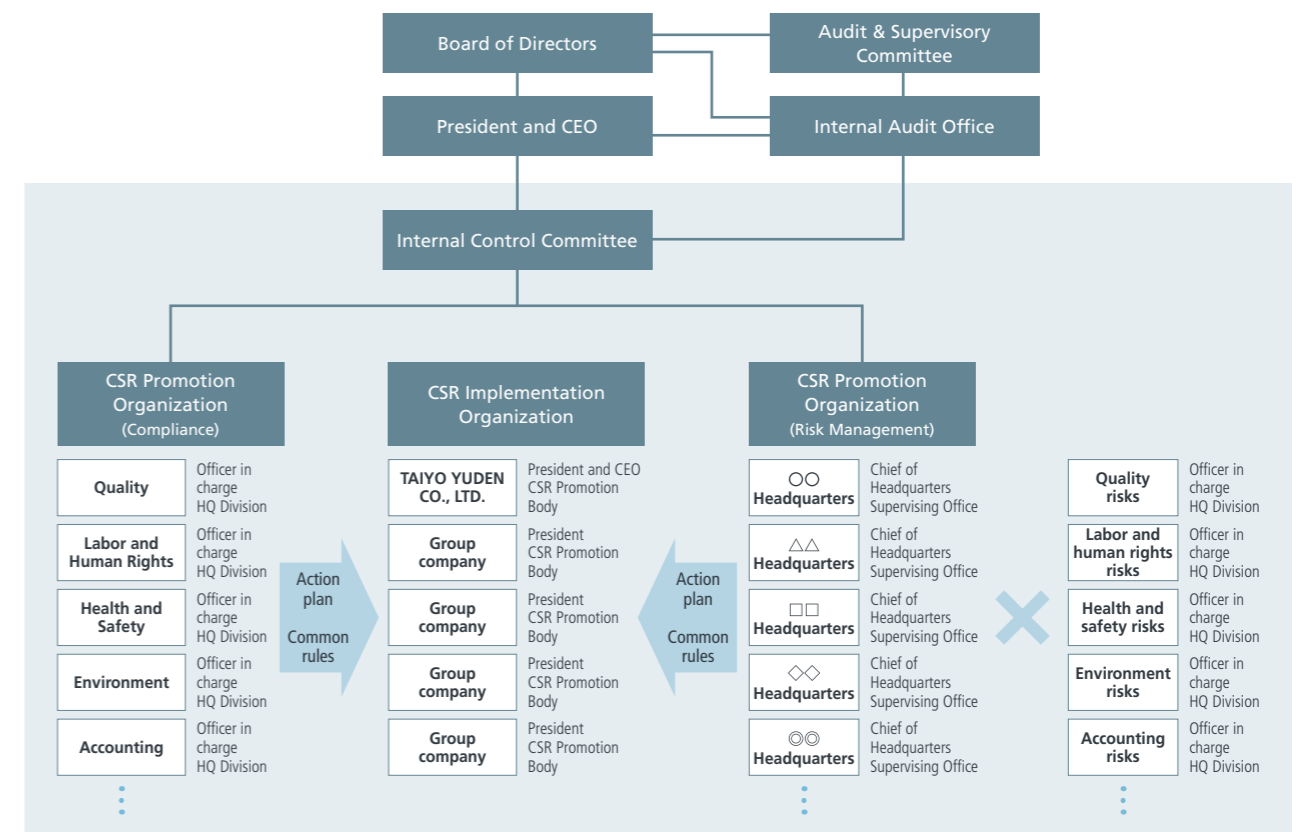 Board of Directors
Audit & Supervisory
Committee
President and CEO
Internal Audit Office
Internal Control Committee
CSR Promotion
Organization
(Compliance)
CSR Implementation
Organization
CSR Promotion
Organization
(Risk Management)
Quality
Officer in
charge
HQ Division
Labor and
Human Rights
Officer in
charge
HQ Division
Health and
Safety
Officer in
charge
HQ Division
Environment
Officer in
charge
HQ Division
Accounting
Officer in
charge
HQ Division
Action
plan
Common
rules
TAIYO YUDEN
CO., LTD.
President and CEO
CSR Promotion
Body
Group
company
President
CSR Promotion
Body
Group
company
President
CSR Promotion
Body
Group
company
President
CSR Promotion
Body
Group
company
President
CSR Promotion
Body
Action
plan
Common
rules
○○
Headquarters
Chief of
Headquarters
Supervising Office
△△
Headquarters
Chief of
Headquarters
Supervising Office
□□
Headquarters
Chief of
Headquarters
Supervising Office
◇◇
Headquarters
Chief of
Headquarters
Supervising Office
◎◎
Headquarters
Chief of
Headquarters
Supervising Office
Quality
risks
Officer in
charge
HQ Division
Labor and
human rights
risks
Officer in
charge
HQ Division
Health and
safety risks
Officer in
charge
HQ Division
Environment
risks
Officer in
charge
HQ Division
Accounting
risks
Officer in
charge
HQ Division